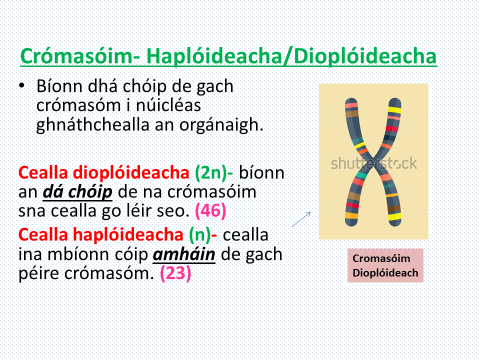 Crómasóim- Haplóideacha/Dioplóideacha
• Bíonn dhá chóip de gach
crómasóm i núicléas
ghnáthchealla an orgánaigh.
Cealla dioplóideacha (2n)- bíonn
an dá chóip de na crómasóim
sna cealla go léir seo. (46)
Cealla haplóideacha (n)- cealla
ina mbíonn cóip amháin de gach
péire crómasóm. (23)
shutterstock
Cromasóim
Dioplóideach